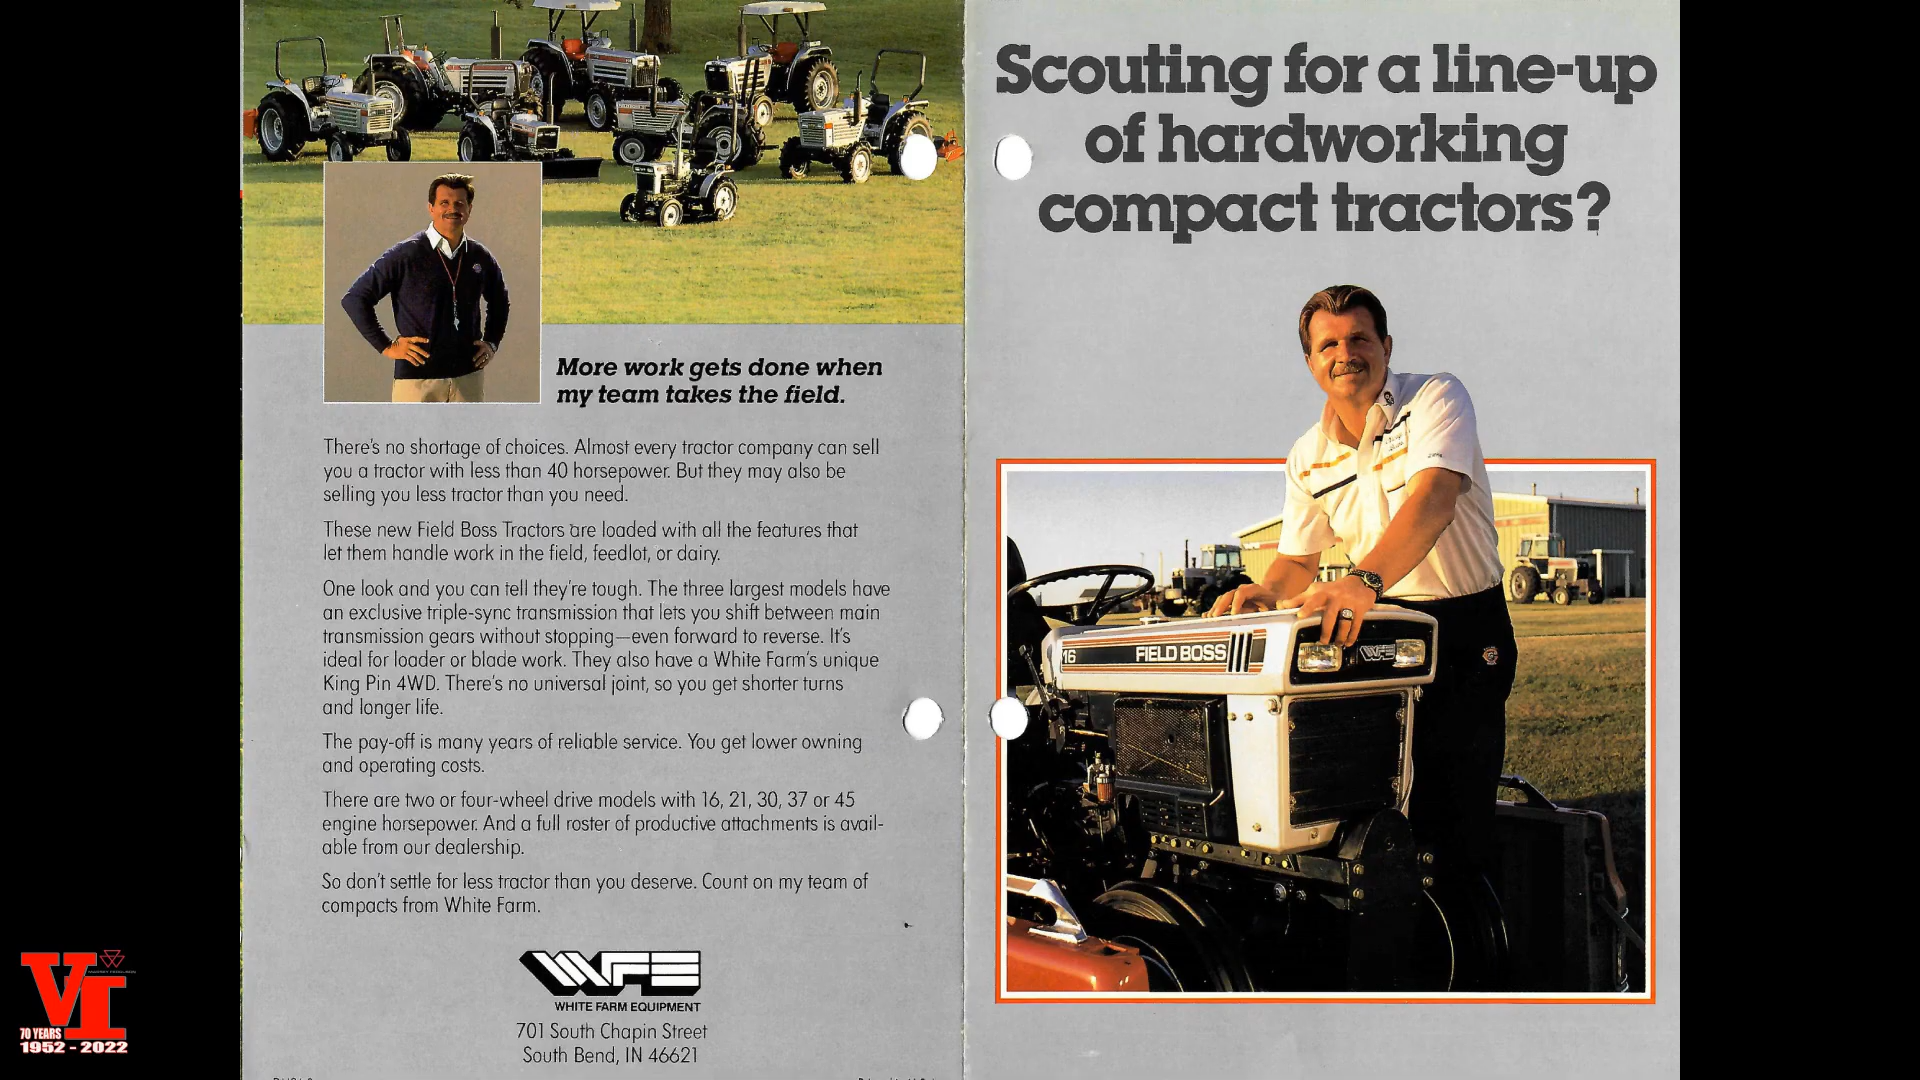 Scouting for a line-up
of hardworking
compact tractors?
16 FIELD BOSS
WFE
More work gets done when
my team takes the field.
There's no shortage of choices. Almost every tractor company can sell
you a tractor with less than 40 horsepower. But they may also be
selling you less tractor than you need.
These new Field Boss Tractors are loaded with all the features that
let them handle work in the field, feedlot, or dairy.
One look and you can tell they're tough. The three largest models have
an exclusive triple-sync transmission that lets you shift between main
transmission gears without stopping—even forward to reverse. It's
ideal for loader or blade work. They also have a White Farm's unique
King Pin 4WD. There's no universal joint, so you get shorter turns
and longer life.
The pay-off is many years of reliable service. You get lower owning
and operating costs.
There are two or four-wheel drive models with 16, 21, 30, 37 or 45
engine horsepower. And a full roster of productive attachments is avail-
able from our dealership.
So don't settle for less tractor than you deserve. Count on my team of
compacts from White Farm.
WFE
WHITE FARM EQUIPMENT
701 South Chapin Street
South Bend, IN 46621
VI
MASSEY FERGUSON
70 YEARS
1952 - 2022